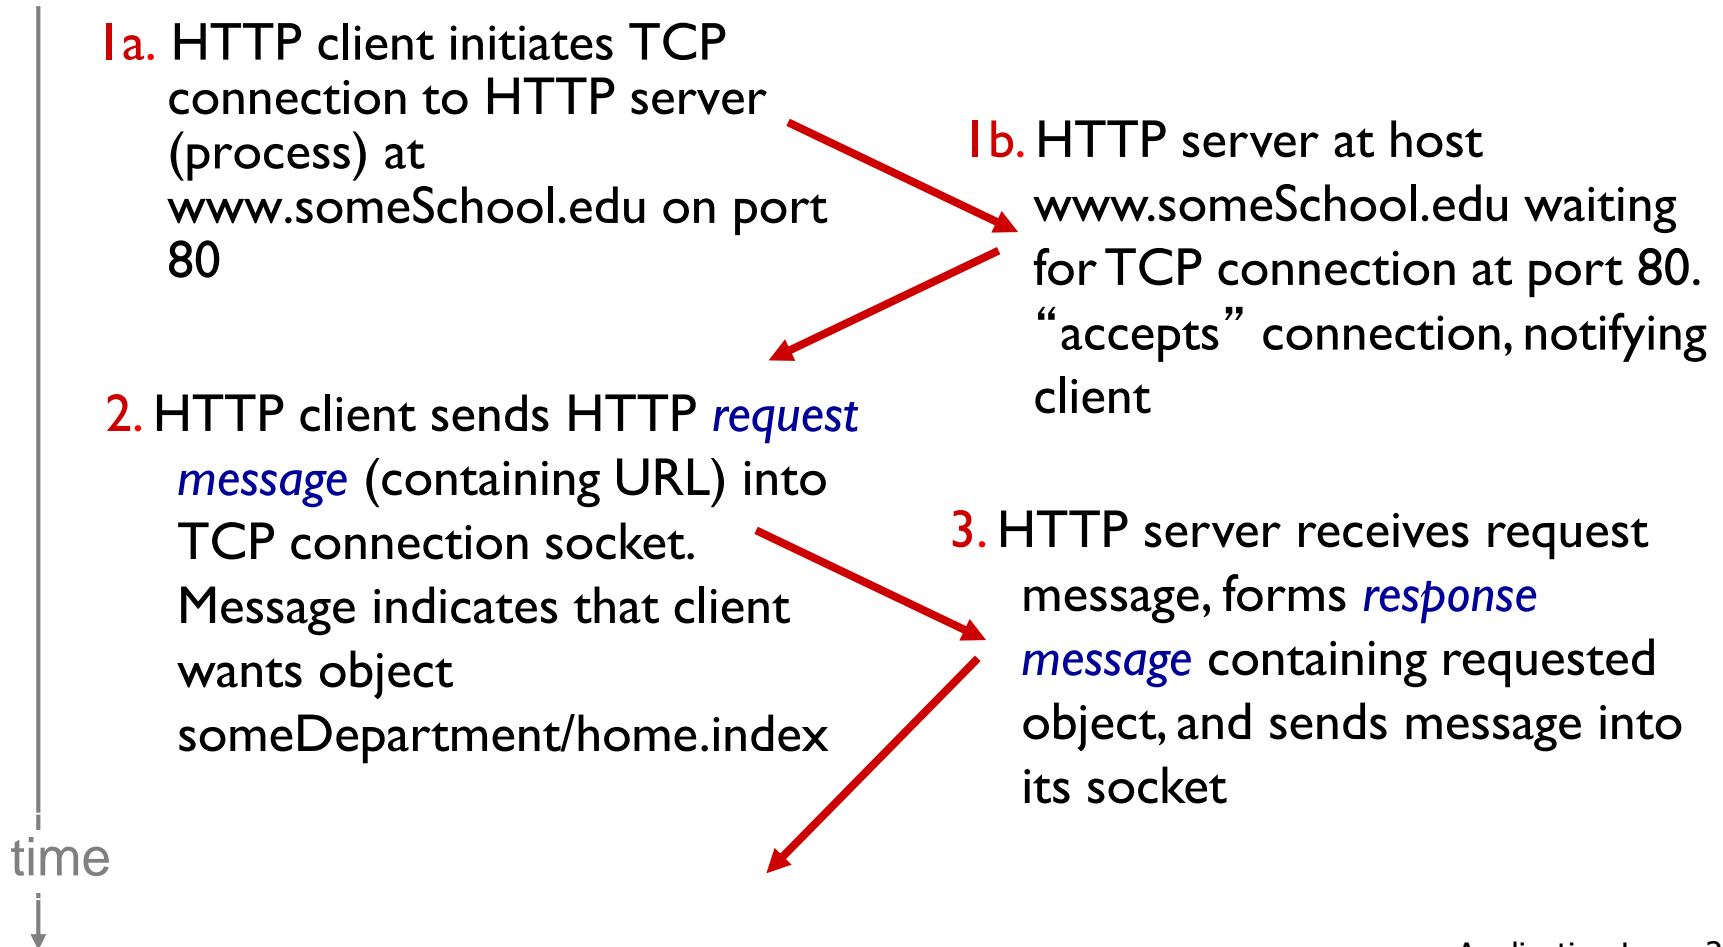 1a. HTTP client initiates TCP
connection to HTTP server
(process) at
www.someSchool.edu on port
80
1b. HTTP server at host
www.someSchool.edu waiting
for TCP connection at port 80.
“accepts” connection, notifying
client
2. HTTP client sends HTTP request
message (containing URL) into
TCP connection socket.
Message indicates that client
wants object
someDepartment/home.index
3. HTTP server receives request
message, forms response
message containing requested
object, and sends message into
its socket
time